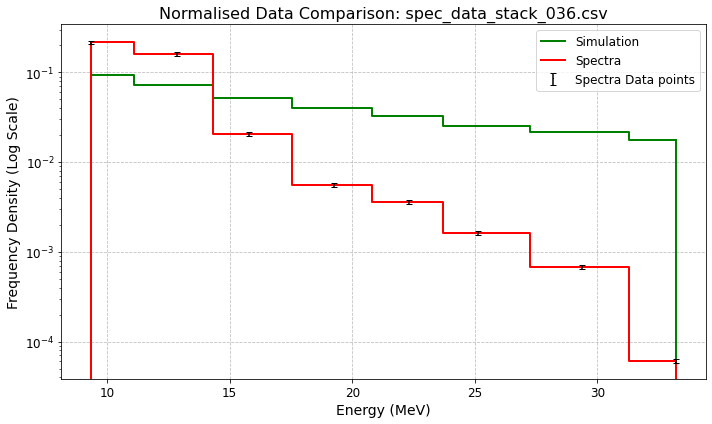 Normalised Data Comparison: spec_data_stack_036.csv
Simulation
Spectra
Spectra Data points
Frequency Density (Log Scale)
10⁻¹
10⁻²
10⁻³
10⁻⁴
10 15 20 25 30
Energy (MeV)